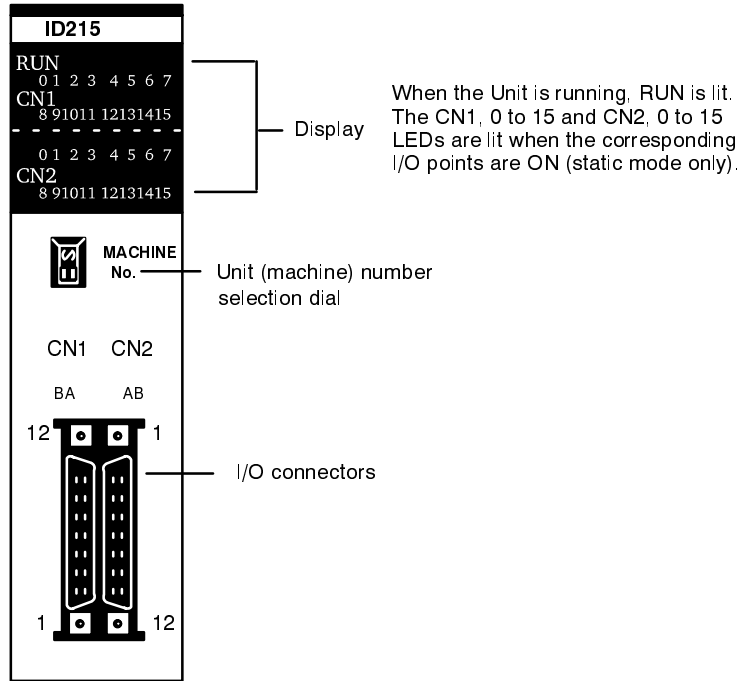 ID215
RUN
0 1 2 3 4 5 6 7
CN1
8 9 10 11 12 13 14 15
0 1 2 3 4 5 6 7
CN2
8 9 10 11 12 13 14 15
Display
When the Unit is running, RUN is lit.
The CN1, 0 to 15 and CN2, 0 to 15
LEDs are lit when the corresponding
I/O points are ON (static mode only).
MACHINE
No.
Unit (machine) number
selection dial
CN1 CN2
BA AB
12 1
I/O connectors
1 12